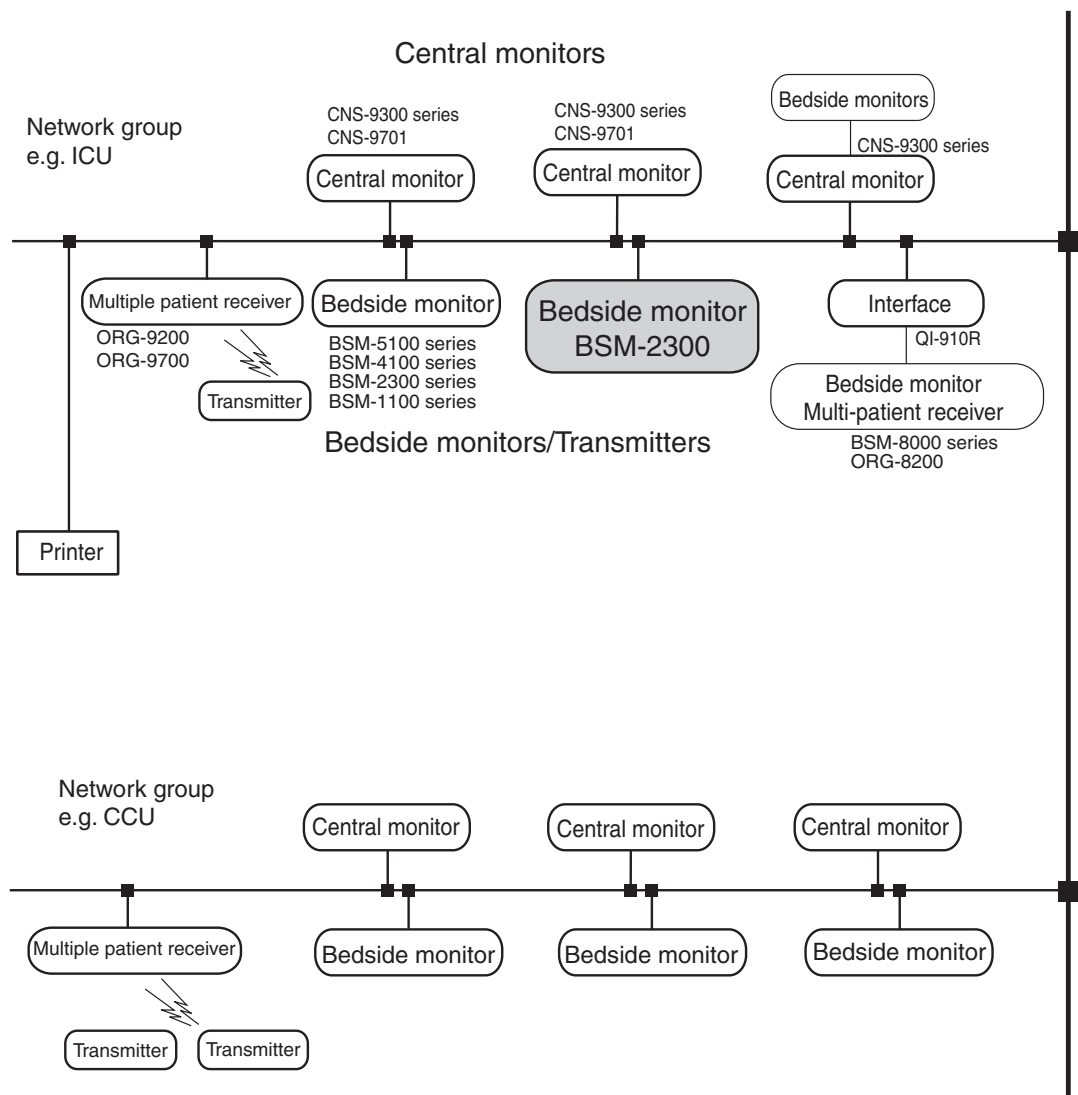 Central monitors
Network group
e.g. ICU
CNS-9300 series
CNS-9701
Central monitor
CNS-9300 series
CNS-9701
Central monitor
Bedside monitors
CNS-9300 series
Central monitor
Multiple patient receiver
ORG-9200
ORG-9700
Transmitter
Bedside monitor
BSM-5100 series
BSM-4100 series
BSM-2300 series
BSM-1100 series
Bedside monitor
BSM-2300
Interface
QI-910R
Bedside monitor
Multi-patient receiver
BSM-8000 series
ORG-8200
Bedside monitors/Transmitters
Printer
Network group
e.g. CCU
Central monitor
Central monitor
Central monitor
Multiple patient receiver
Bedside monitor
Bedside monitor
Bedside monitor
Transmitter
Transmitter